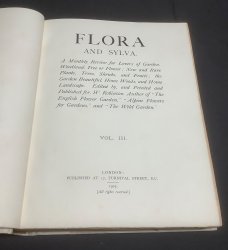 FLORA
AND SYLVA.
A Monthly Review for Lovers of Garden,
Woodland, Tree or Flower; New and Rare
Plants, Trees, Shrubs, and Fruits; the
Garden Beautiful, Home Woods, and Home
Landscape. Edited by, and Printed and
Published for, W. Robinson, Author of "The
English Flower Garden," "Alpine Flowers
for Gardens," and "The Wild Garden."
VOL. III.
LONDON:
PUBLISHED AT 17, FURNIVAL STREET, E.C.
1905.
[All rights reserved]